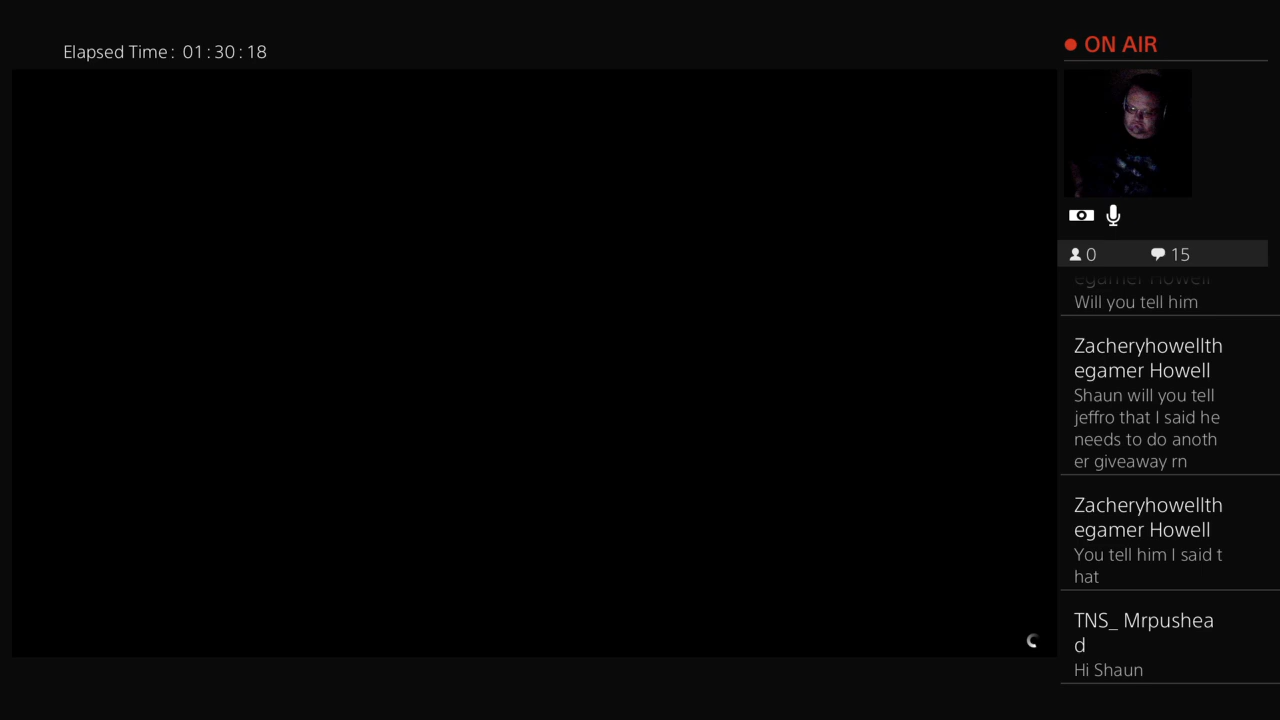 Elapsed Time: 01:30:18
ON AIR
0 15
egamer Howell
Will you tell him
Zacheryhowellth
egamer Howell
Shaun will you tell
jeffro that I said he
needs to do anoth
er giveaway rn
Zacheryhowellth
egamer Howell
You tell him I said t
hat
TNS_ Mrpushea
d
Hi Shaun